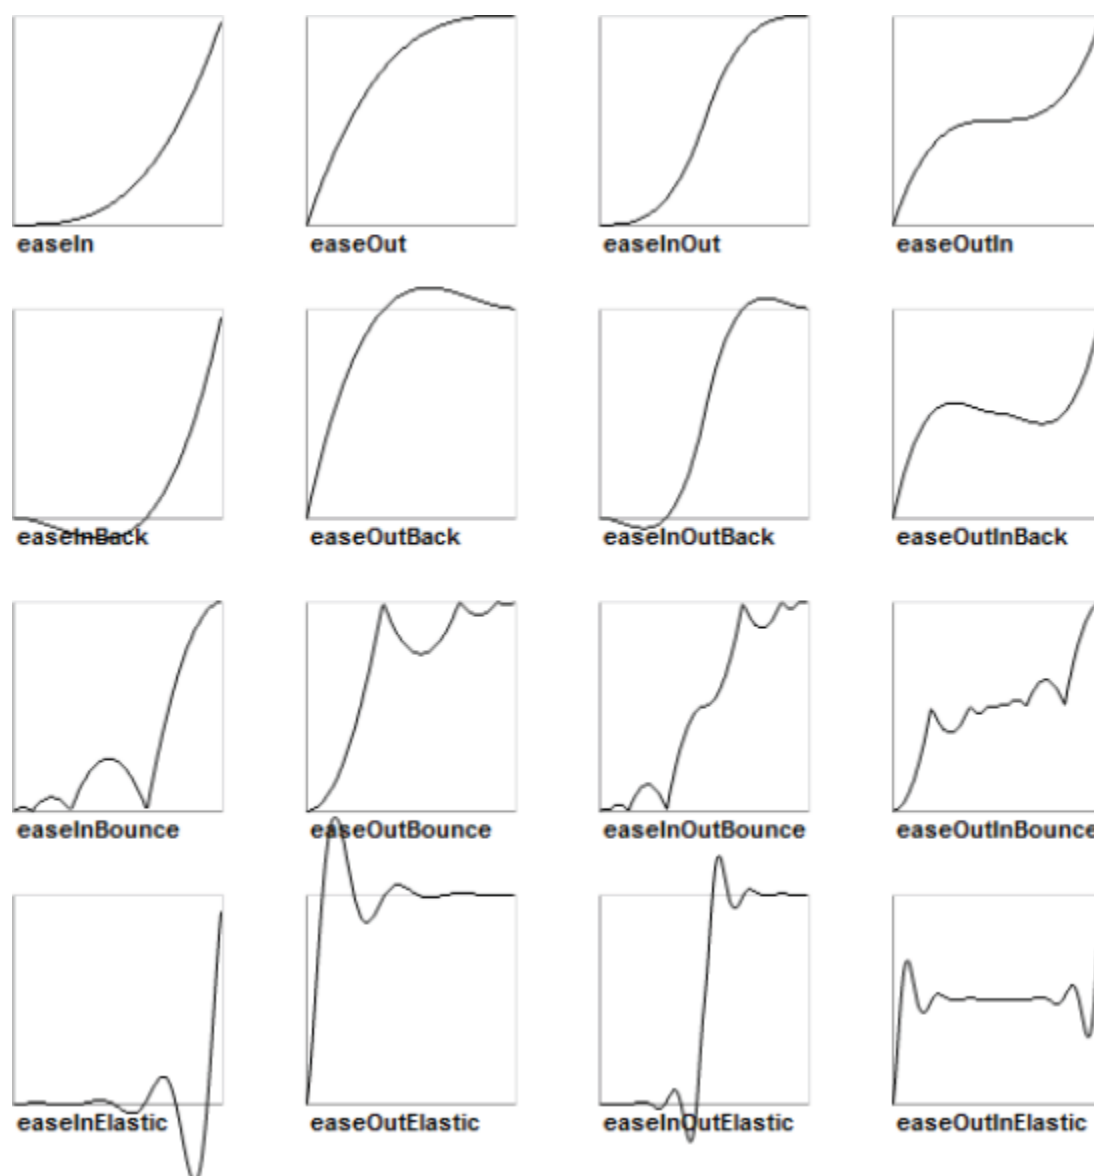 easeIn
easeOut
easeInOut
easeOutIn
easeInBack
easeOutBack
easeInOutBack
easeOutInBack
easeInBounce
easeOutBounce
easeInOutBounce
easeOutInBounce
easeInElastic
easeOutElastic
easeInOutElastic
easeOutInElastic